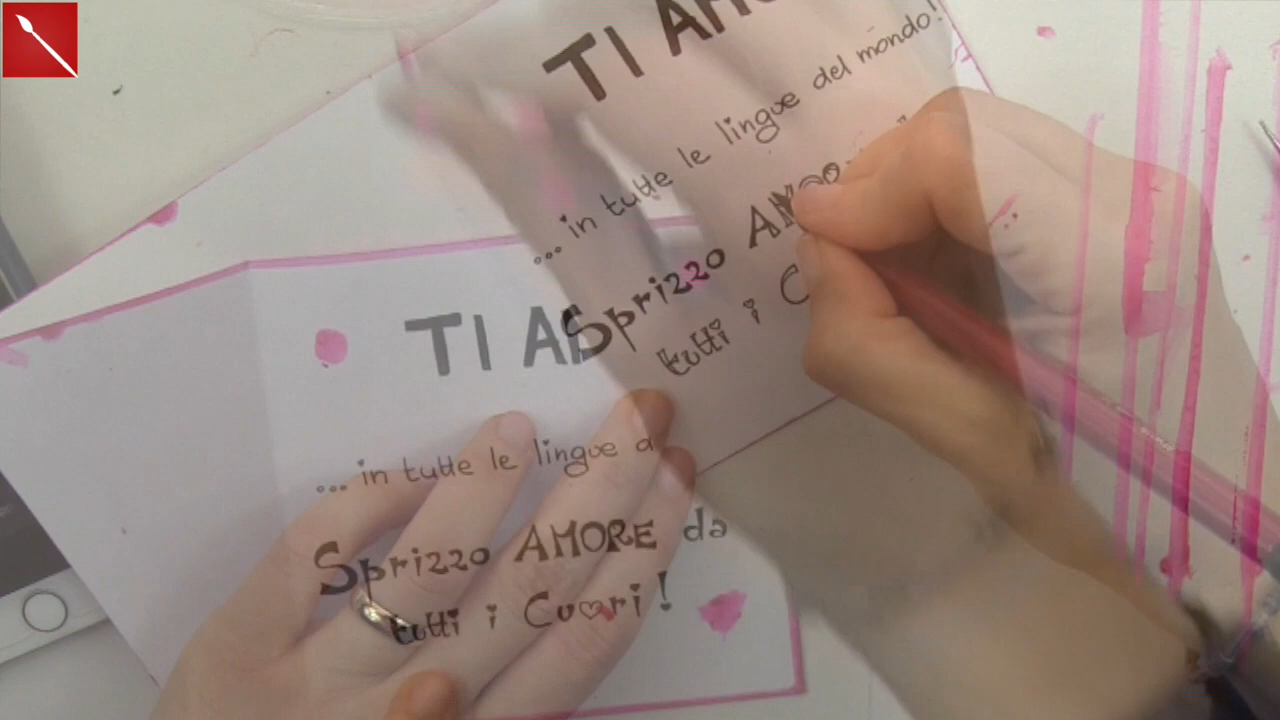 TI AM
... in tutte le lingue del mondo!
Sprizzo AMO
tutti i C
TI A
... in tutte le lingue d
Sprizzo AMORE da
tutti i Cuori!